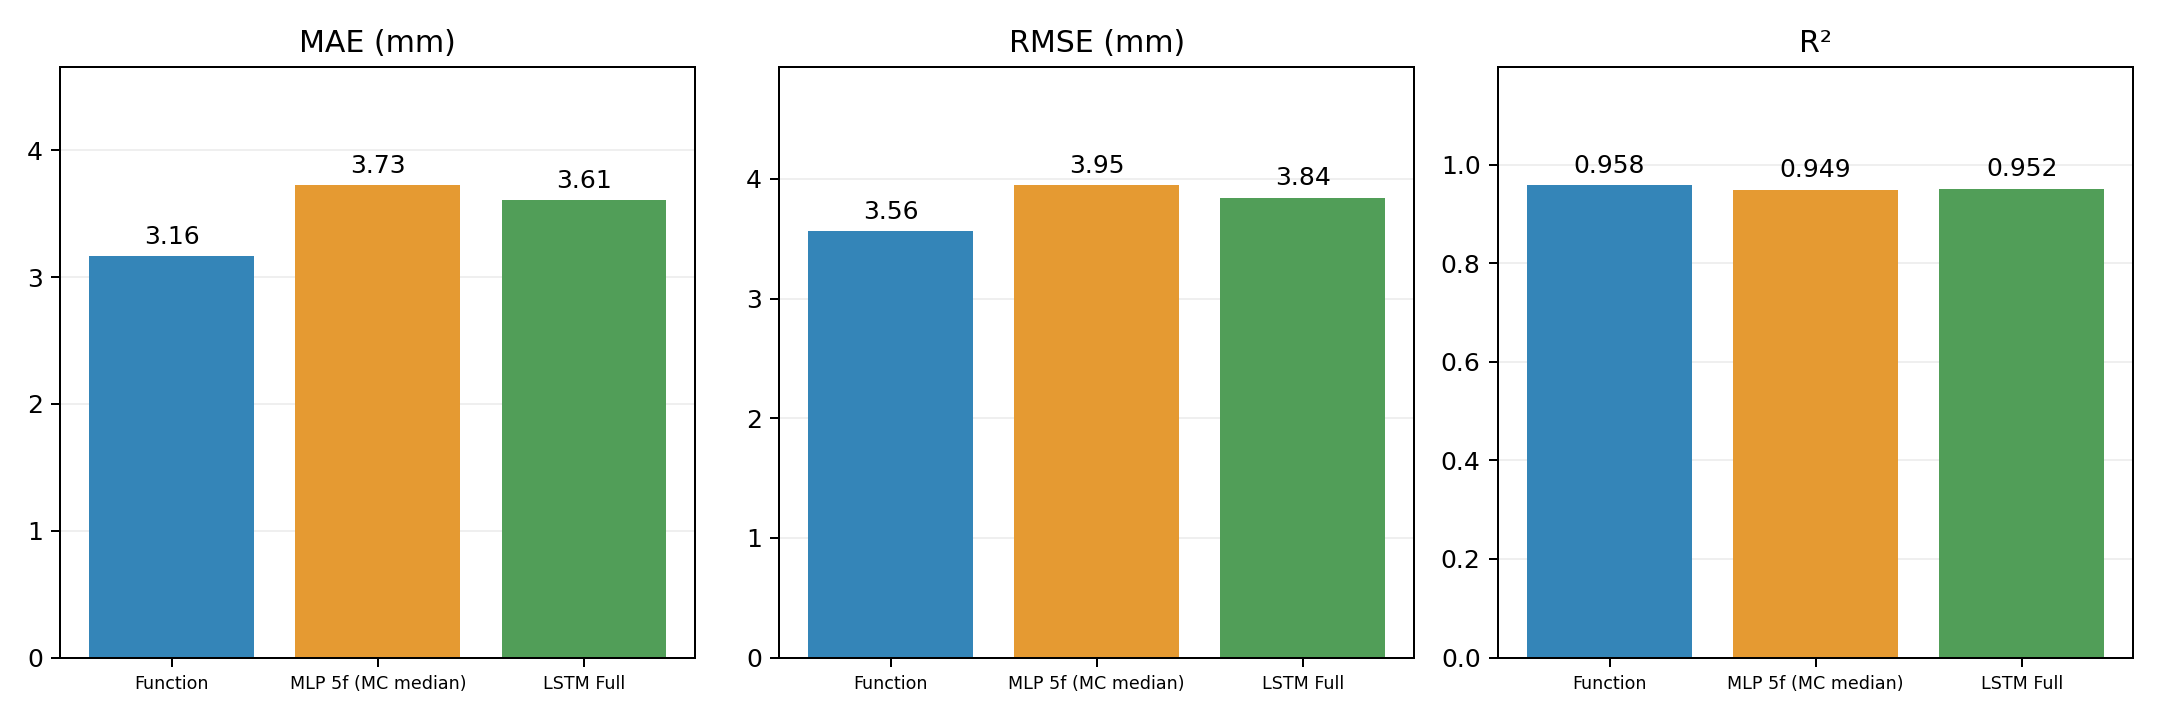 MAE (mm)
4
3
2
1
0
3.16
3.73
3.61
Function
MLP 5f (MC median)
LSTM Full
RMSE (mm)
4
3
2
1
0
3.56
3.95
3.84
Function
MLP 5f (MC median)
LSTM Full
R²
1.0
0.8
0.6
0.4
0.2
0.0
0.958
0.949
0.952
Function
MLP 5f (MC median)
LSTM Full